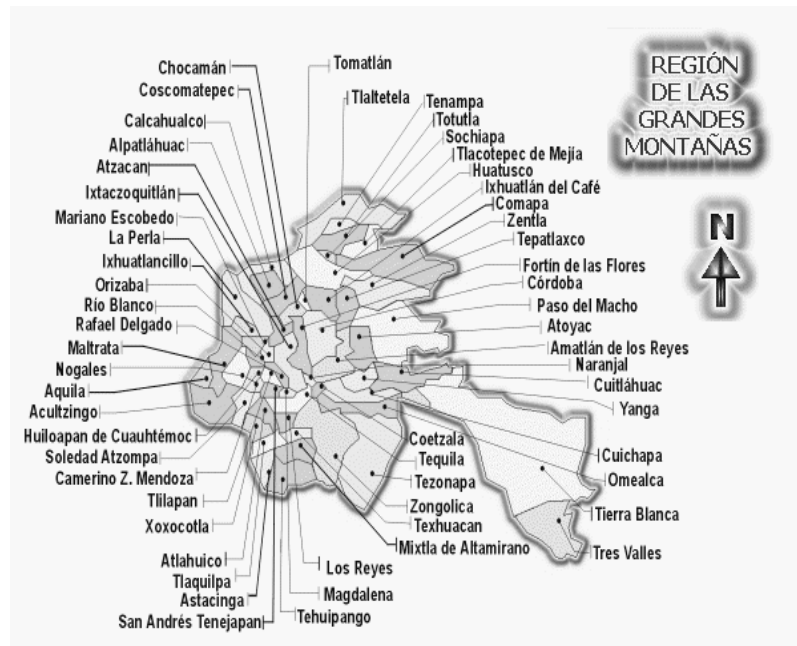 REGIÓN
DE LAS
GRANDES
MONTAÑAS
N
Chocamán
Coscomatepec
Calcahualco
Alpatláhuac
Atzacan
Ixtaczoquitlán
Mariano Escobedo
La Perla
Ixhuatlancillo
Orizaba
Río Blanco
Rafael Delgado
Maltrata
Nogales
Aquila
Acultzingo
Huiloapan de Cuauhtémoc
Soledad Atzompa
Camerino Z. Mendoza
Tlilapan
Xoxocotla
Atlahuico
Tlaquilpa
Astacinga
San Andrés Tenejapan
Tomatlán
Tlaltetela
Tenampa
Totutla
Sochiapa
Tlacotepec de Mejía
Huatusco
Ixhuatlán del Café
Comapa
Zentla
Tepatlaxco
Fortín de las Flores
Córdoba
Paso del Macho
Atoyac
Amatlán de los Reyes
Naranjal
Cuitláhuac
Yanga
Cuichapa
Omealca
Tierra Blanca
Tres Valles
Coetzala
Tequila
Tezonapa
Zongolica
Texhuacan
Mixtla de Altamirano
Los Reyes
Magdalena
Tehuipango